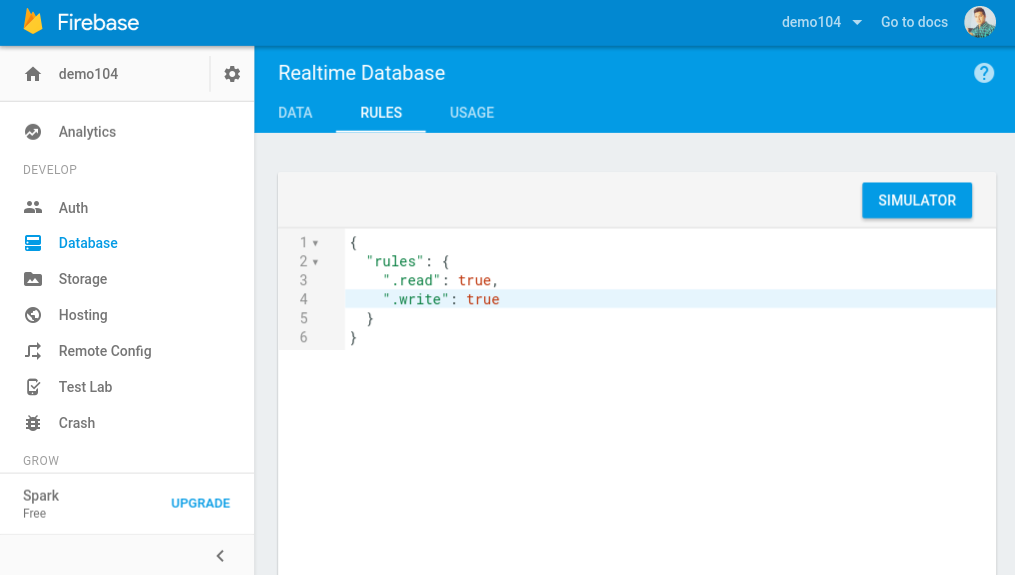 Firebase
demo104
Go to docs
demo104
Realtime Database
?
DATA
RULES
USAGE
Analytics
DEVELOP
Auth
Database
Storage
Hosting
Remote Config
Test Lab
Crash
GROW
Spark
Free
UPGRADE
SIMULATOR
1 {
2 "rules": {
3 ".read": true,
4 ".write": true
5 }
6 }